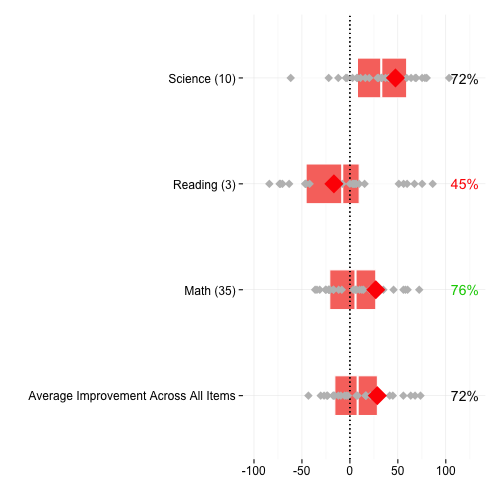 Science (10) 72%
Reading (3) 45%
Math (35) 76%
Average Improvement Across All Items 72%
-100 -50 0 50 100